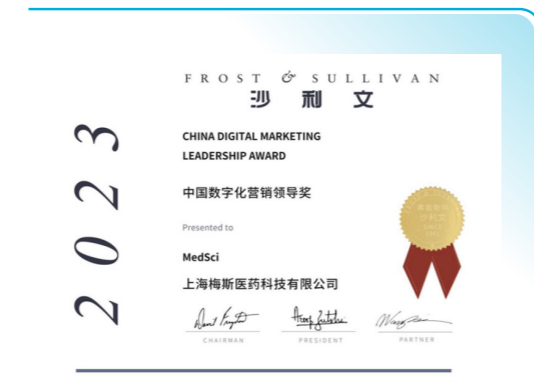 FROST & SULLIVAN
沙利文
2023
CHINA DIGITAL MARKETING
LEADERSHIP AWARD
中国数字化营销领导奖
Presented to
MedSci
上海梅斯医药科技有限公司
CHAIRMAN
PRESIDENT
PARTNER